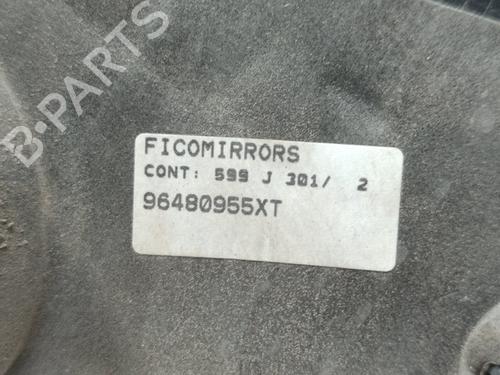 B-PARTS
FICOMIRRORS
CONT: 599 J 301/ 2
96480955XT